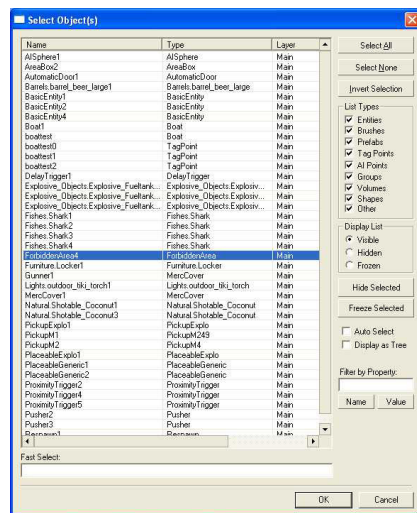 Select Object(s)
Name Type Layer
AISphere1 AISphere Main
AreaBox2 AreaBox Main
AutomaticDoor1 AutomaticDoor Main
Barrels.barrel_beer_large1 Barrels.barrel_beer_large Main
BasicEntity1 BasicEntity Main
BasicEntity2 BasicEntity Main
BasicEntity4 BasicEntity Main
Boat1 Boat Main
boattest Boat Main
boattest0 TagPoint Main
boattest1 TagPoint Main
boattest2 TagPoint Main
DelayTrigger1 DelayTrigger Main
Explosive_Objects.Explosive_Fueltank... Explosive_Objects.Explosiv... Main
Explosive_Objects.Explosive_Fueltank... Explosive_Objects.Explosiv... Main
Explosive_Objects.Explosive_Fueltank... Explosive_Objects.Explosiv... Main
Fishes.Shark1 Fishes.Shark Main
Fishes.Shark2 Fishes.Shark Main
Fishes.Shark3 Fishes.Shark Main
Fishes.Shark4 Fishes.Shark Main
ForbiddenArea4 ForbiddenArea Main
Furniture.Locker1 Furniture.Locker Main
Gunner1 MercCover Main
Lights.outdoor_tiki_torch1 Lights.outdoor_tiki_torch Main
MercCover1 MercCover Main
Natural.Shotable_Coconut1 Natural.Shotable_Coconut Main
Natural.Shotable_Coconut3 Natural.Shotable_Coconut Main
PickupExplo1 PickupExplo Main
PickupM1 PickupM249 Main
PickupM2 PickupM4 Main
PlaceableExplo1 PlaceableExplo Main
PlaceableGeneric1 PlaceableGeneric Main
PlaceableGeneric2 PlaceableGeneric Main
ProximityTrigger2 ProximityTrigger Main
ProximityTrigger4 ProximityTrigger Main
ProximityTrigger5 ProximityTrigger Main
Pusher2 Pusher Main
Pusher3 Pusher Main
Respawn1 Respawn Main
Fast Select:
Select All
Select None
Invert Selection
List Types
Entities
Brushes
Prefabs
Tag Points
AI Points
Groups
Volumes
Shapes
Other
Display List
Visible
Hidden
Frozen
Hide Selected
Freeze Selected
Auto Select
Display as Tree
Filter by Property:
Name Value
OK Cancel